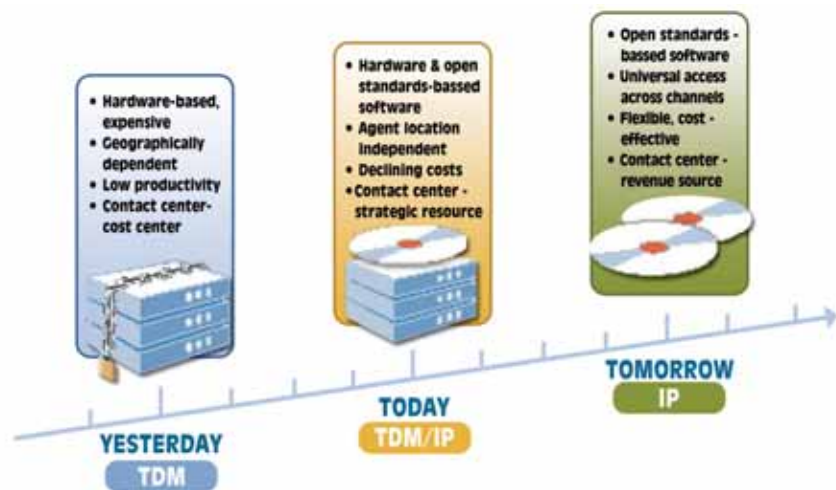 • Hardware-based,
expensive
• Geographically
dependent
• Low productivity
• Contact center-
cost center
YESTERDAY
TDM
• Hardware & open
standards-bassed
software
• Agent location
independent
• Declining costs
• Contact center -
strategic resource
TODAY
TDM/IP
• Open standards -
bassed software
• Universal access
across channels
• Flexible, cost -
effective
• Contact center -
revenue source
TOMORROW
IP